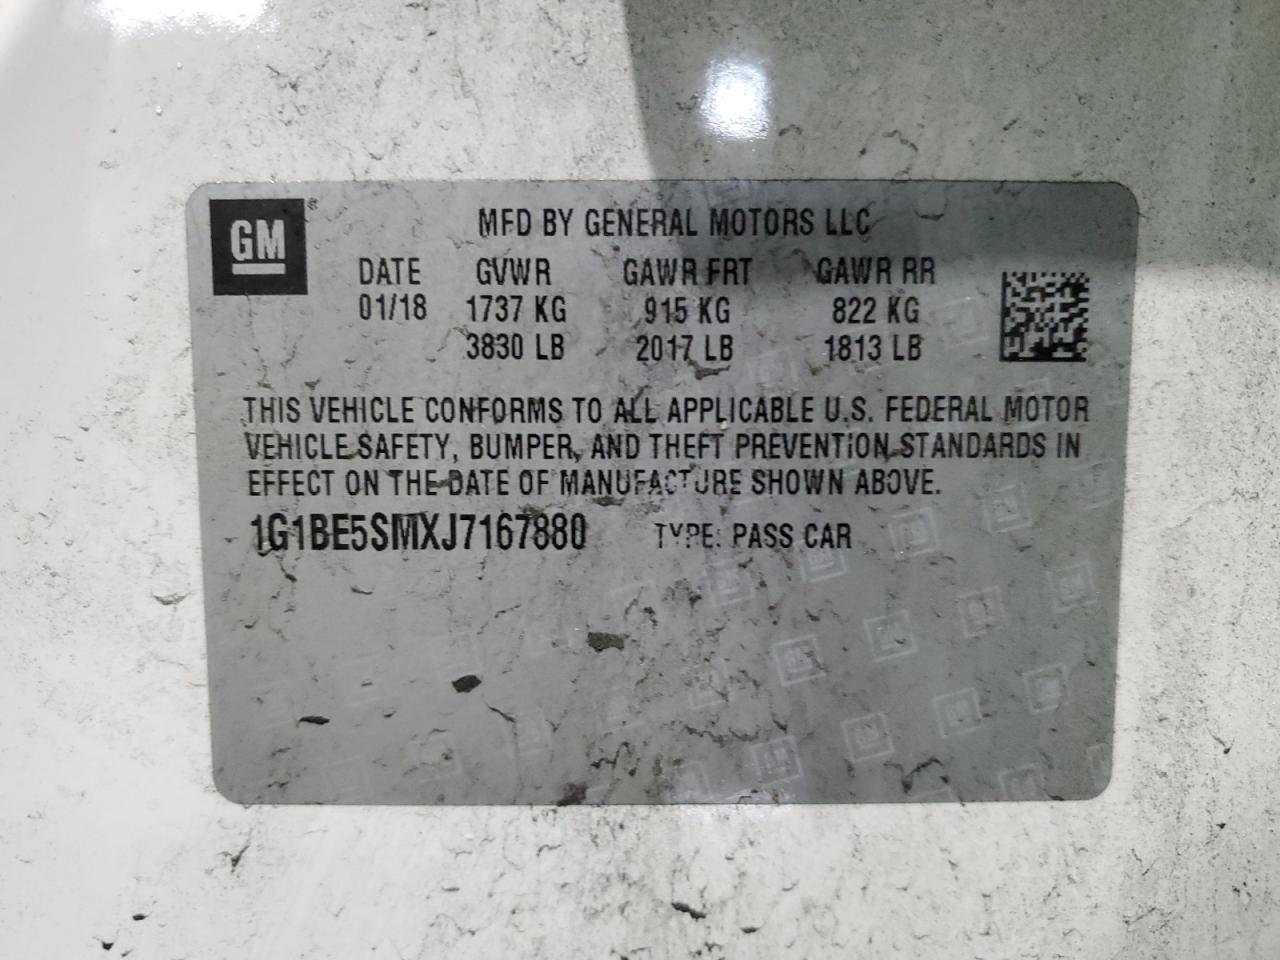 GM®
MFD BY GENERAL MOTORS LLC
DATE GVWR GAWR FRT GAWR RR
01/18 1737 KG 915 KG 822 KG
3830 LB 2017 LB 1813 LB
THIS VEHICLE CONFORMS TO ALL APPLICABLE U.S. FEDERAL MOTOR
VEHICLE SAFETY, BUMPER, AND THEFT PREVENTION STANDARDS IN
EFFECT ON THE DATE OF MANUFACTURE SHOWN ABOVE.
1G1BE5SMXJ7167880 TYPE: PASS CAR